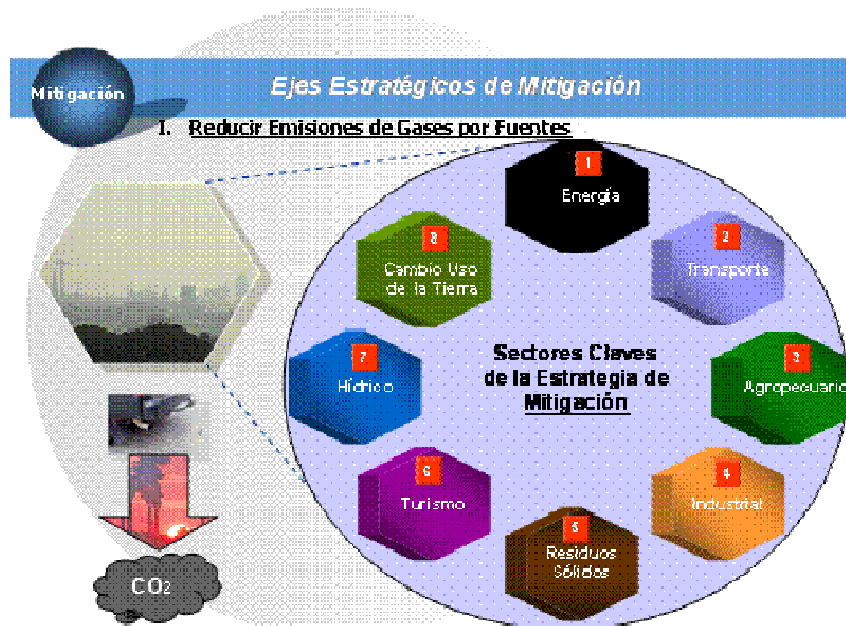 Mitigación
Ejes Estratégicos de Mitigación
I. Reducir Emisiones de Gases por Fuentes
1
Energía
2
Transporte
3
Agropecuario
4
Industrial
5
Residuos
Sólidos
6
Turismo
7
Hídrico
8
Cambio Uso
de la Tierra
Sectores Claves
de la Estrategia de
Mitigación
CO2